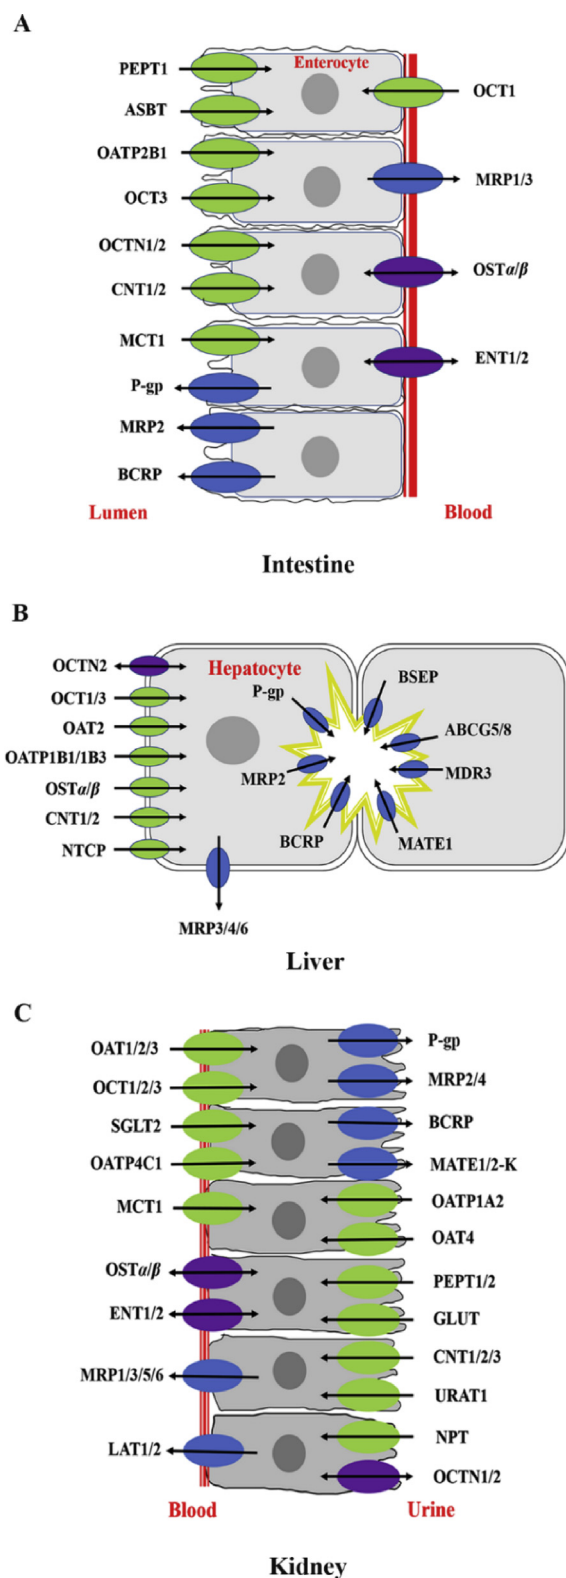 A
Enterocyte
PEPT1
OCT1
ASBT
OATP2B1
MRP1/3
OCT3
OCTN1/2
OSTα/β
CNT1/2
MCT1
ENT1/2
P-gp
MRP2
BCRP
Lumen
Blood
Intestine
B
OCTN2
Hepatocyte
BSEP
P-gp
OCT1/3
ABCG5/8
OAT2
OATP1B1/1B3
MRP2
MDR3
OSTα/β
CNT1/2
BCRP
MATE1
NTCP
MRP3/4/6
Liver
C
OAT1/2/3
P-gp
MRP2/4
OCT1/2/3
SGLT2
BCRP
OATP4C1
MATE1/2-K
MCT1
OATP1A2
OAT4
OSTα/β
PEPT1/2
ENT1/2
GLUT
CNT1/2/3
MRP1/3/5/6
URAT1
NPT
LAT1/2
OCTN1/2
Blood
Urine
Kidney